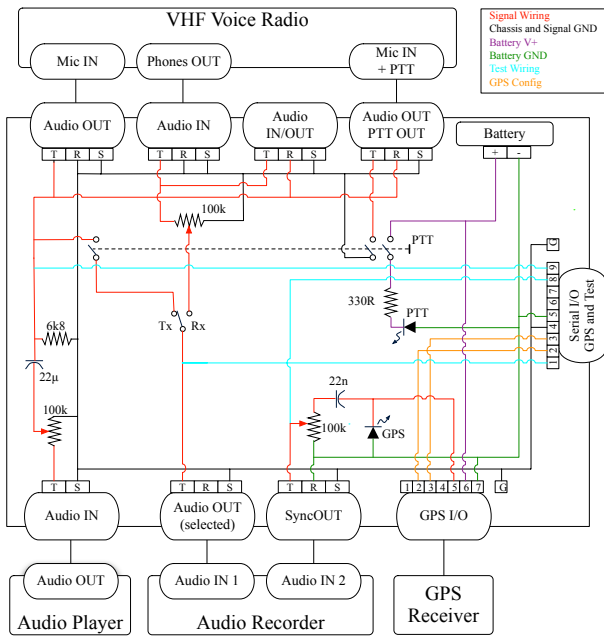 VHF Voice Radio
Signal Wiring
Chassis and Signal GND
Battery V+
Battery GND
Test Wiring
GPS Config
Mic IN
Phones OUT
Mic IN
+ PTT
Audio OUT
Audio IN
Audio
IN/OUT
Audio OUT
PTT OUT
Battery
T R S
T R S
T R S
T R S
+ -
100k
PTT
G
9
8
7
6
5
4
3
2
1
Serial I/O
GPS and Test
330R
PTT
Tx
Rx
6k8
22μ
22n
100k
100k
GPS
T S
T R S
T R S
1 2 3 4 5 6 7
G
Audio IN
Audio OUT
(selected)
SyncOUT
GPS I/O
Audio OUT
Audio IN 1
Audio IN 2
GPS
Receiver
Audio Player
Audio Recorder